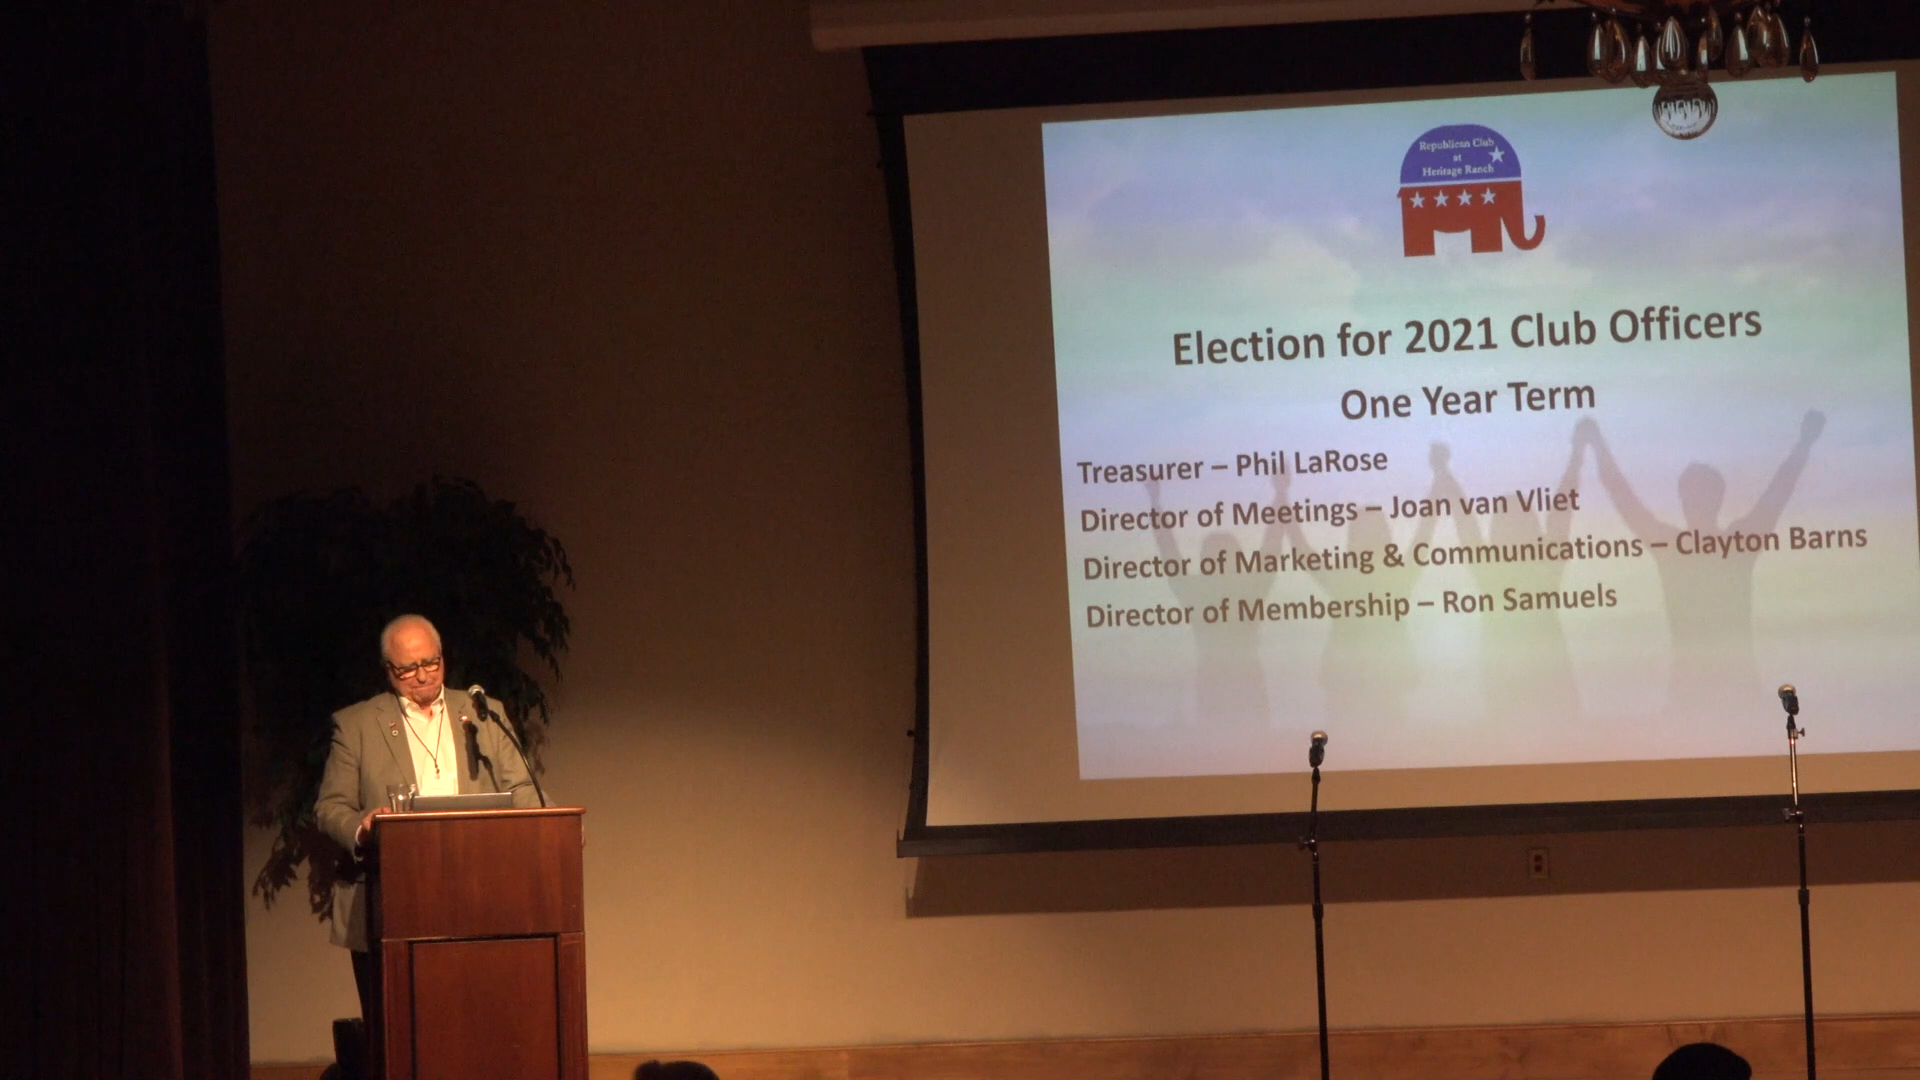 Republican Club
at
Heritage Ranch
Election for 2021 Club Officers
One Year Term
Treasurer – Phil LaRose
Director of Meetings – Joan van Vliet
Director of Marketing & Communications – Clayton Barns
Director of Membership – Ron Samuels